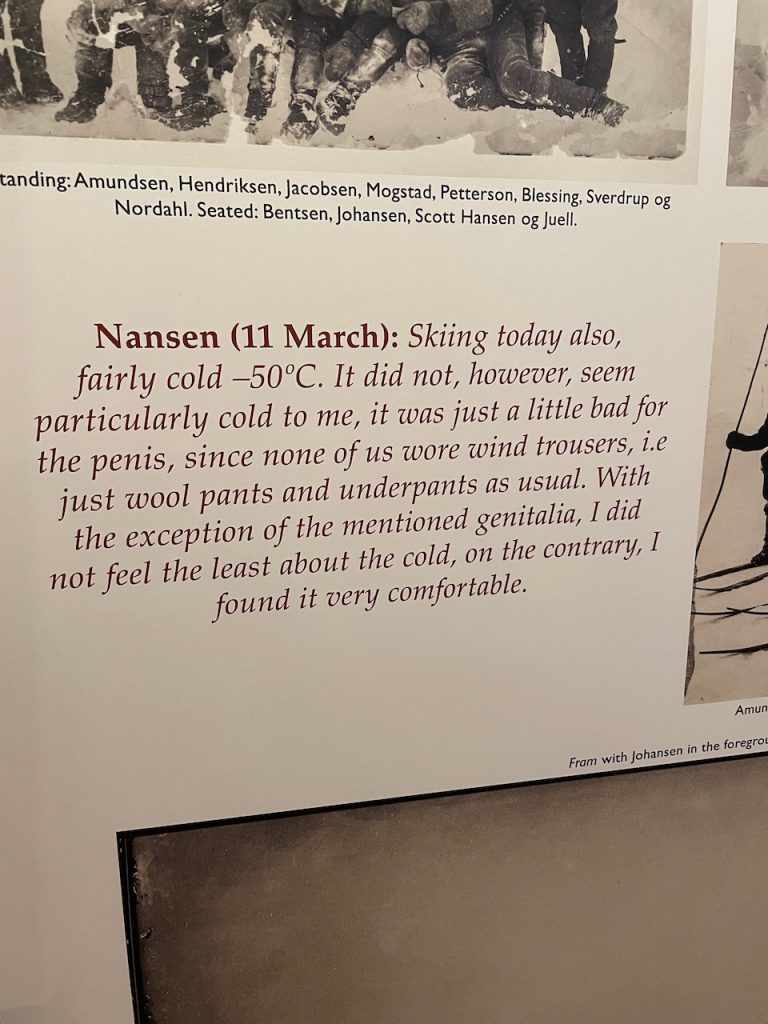 tanding: Amundsen, Hendriksen, Jacobsen, Mogstad, Petterson, Blessing, Sverdrup og
Nordahl. Seated: Bentsen, Johansen, Scott Hansen og Juell.
Nansen (11 March): Skiing today also,
fairly cold –50°C. It did not, however, seem
particularly cold to me, it was just a little bad for
the penis, since none of us wore wind trousers, i.e
just wool pants and underpants as usual. With
the exception of the mentioned genitalia, I did
not feel the least about the cold, on the contrary, I
found it very comfortable.
Amun
Fram with Johansen in the foregrou